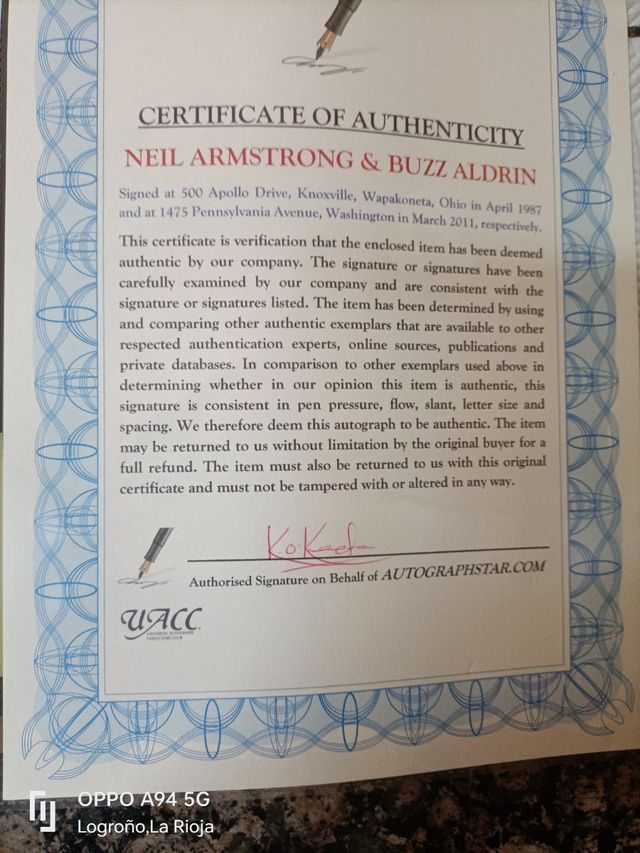 CERTIFICATE OF AUTHENTICITY
NEIL ARMSTRONG & BUZZ ALDRIN
Signed at 500 Apollo Drive, Knoxville, Wapakoneta, Ohio in April 1987
and at 1475 Pennsylvania Avenue, Washington in March 2011, respectively.
This certificate is verification that the enclosed item has been deemed
authentic by our company. The signature or signatures have been
carefully examined by our company and are consistent with the
signature or signatures listed. The item has been determined by using
and comparing other authentic exemplars that are available to other
respected authentication experts, online sources, publications and
private databases. In comparison to other exemplars used above in
determining whether in our opinion this item is authentic, this
signature is consistent in pen pressure, flow, slant, letter size and
spacing. We therefore deem this autograph to be authentic. The item
may be returned to us without limitation by the original buyer for a
full refund. The item must also be returned to us with this original
certificate and must not be tampered with or altered in any way.
Authorised Signature on Behalf of AUTOGRAPHSTAR.COM
UACC
UNIVERSAL AUTOGRAPH
COLLECTORS CLUB
OPPO A94 5G
Logroño,La Rioja